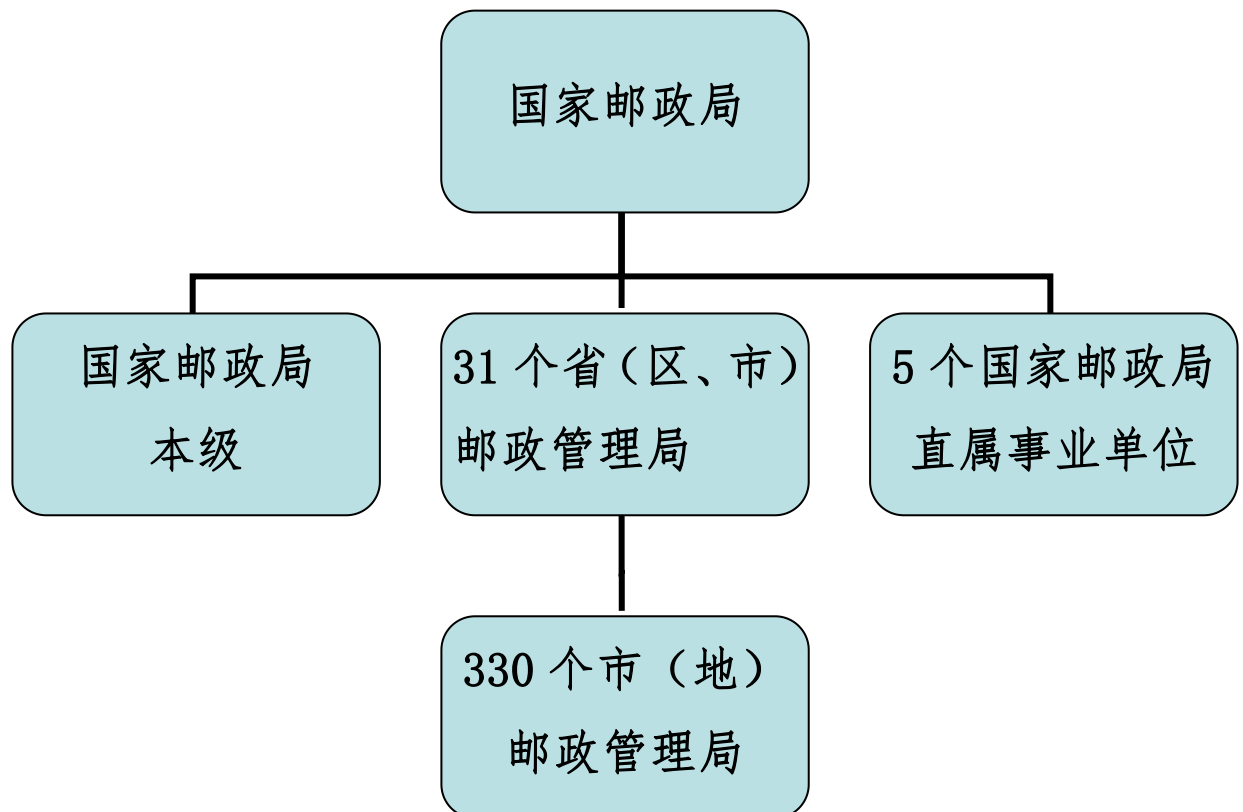 国家邮政局
国家邮政局
本级
31 个省（区、市）
邮政管理局
5 个国家邮政局
直属事业单位
330 个市（地）
邮政管理局